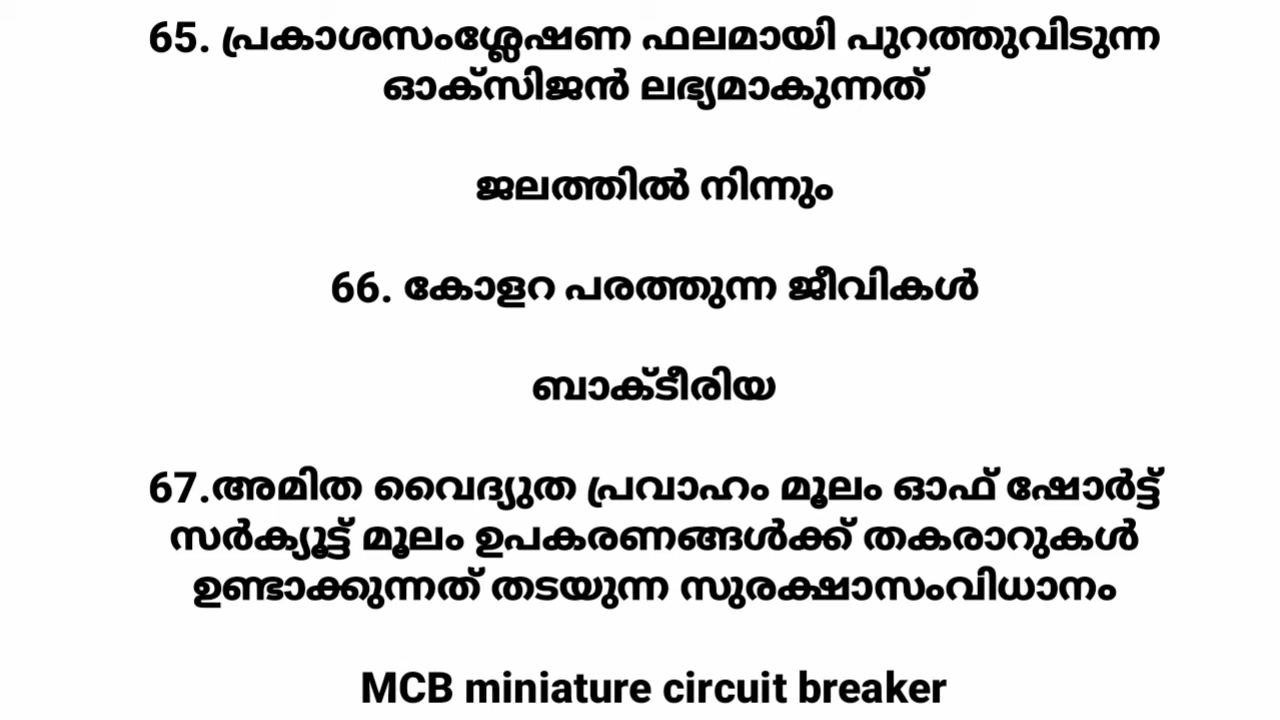 65. പ്രകാശസംശ്ലേഷണ ഫലമായി പുറത്തുവിടുന്ന
ഓക്സിജൻ ലഭ്യമാകുന്നത്
ജലത്തിൽ നിന്നും
66. കോളറ പരത്തുന്ന ജീവികൾ
ബാക്ടീരിയ
67.അമിത വൈദ്യുത പ്രവാഹം മൂലം ഓഫ് ഷോർട്ട്
സർക്യൂട്ട് മൂലം ഉപകരണങ്ങൾക്ക് തകരാറുകൾ
ഉണ്ടാക്കുന്നത് തടയുന്ന സുരക്ഷാസംവിധാനം
MCB miniature circuit breaker